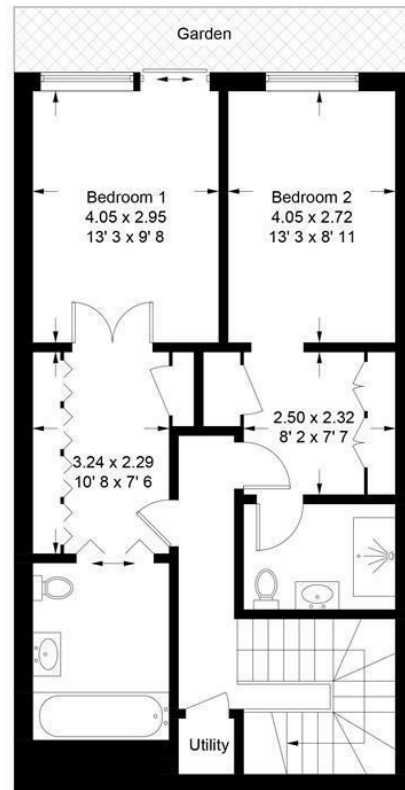 Garden
Bedroom 1
4.05 x 2.95
13' 3 x 9' 8
Bedroom 2
4.05 x 2.72
13' 3 x 8' 11
3.24 x 2.29
10' 8 x 7' 6
2.50 x 2.32
8' 2 x 7' 7
Utility